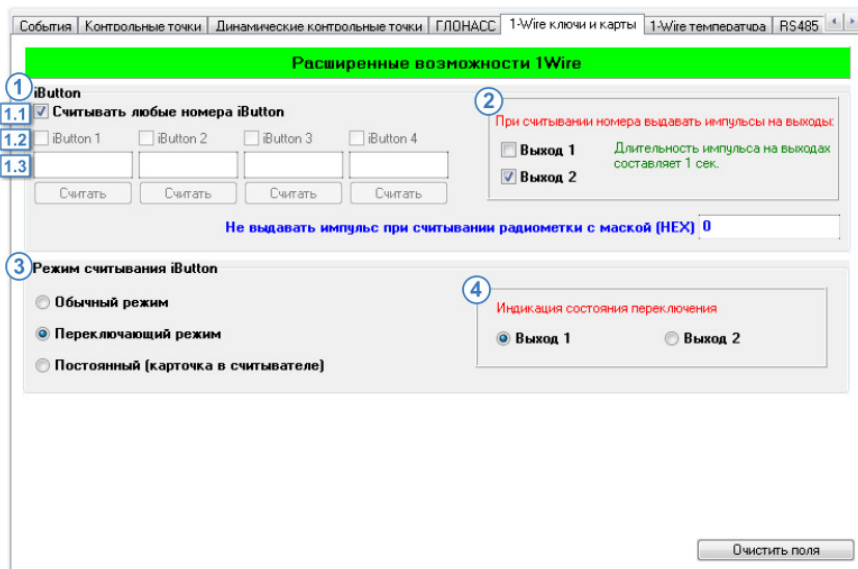 События Контрольные точки Динамические контрольные точки ГЛОНАСС 1-Wire ключи и карты 1-Wire температура RS485
Расширенные возможности 1Wire
1
iButton
1.1 Считывать любые номера iButton
1.2 iButton 1 iButton 2 iButton 3 iButton 4
1.3
Считать Считать Считать Считать
2
При считывании номера выдавать импульсы на выходы:
Выход 1
Выход 2
Длительность импульса на выходах
составляет 1 сек.
Не выдавать импульс при считывании радиометки с маской (HEX) 0
3
Режим считывания iButton
Обычный режим
Переключающий режим
Постоянный (карточка в считывателе)
4
Индикация состояния переключения
Выход 1 Выход 2
Очистить поля